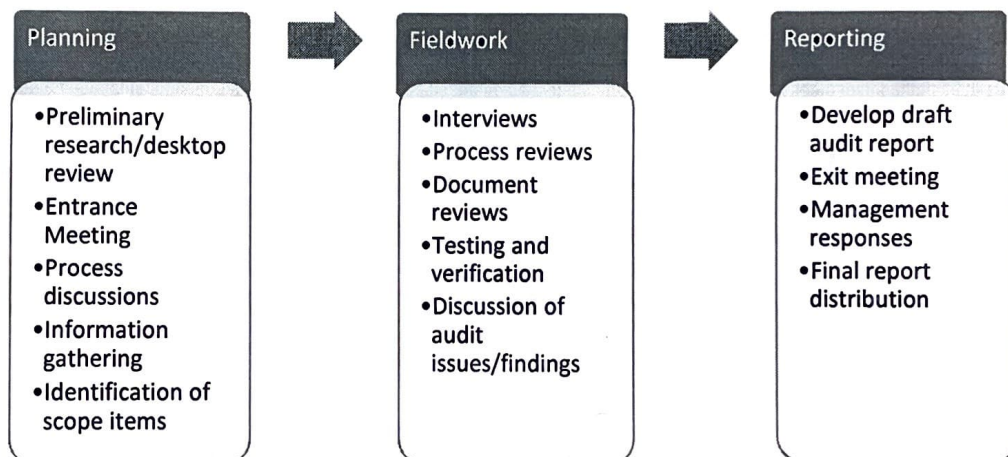 Planning
•Preliminary
research/desktop
review
•Entrance
Meeting
•Process
discussions
•Information
gathering
•Identification of
scope items
Fieldwork
•Interviews
•Process reviews
•Document
reviews
•Testing and
verification
•Discussion of
audit
issues/findings
Reporting
•Develop draft
audit report
•Exit meeting
•Management
responses
•Final report
distribution